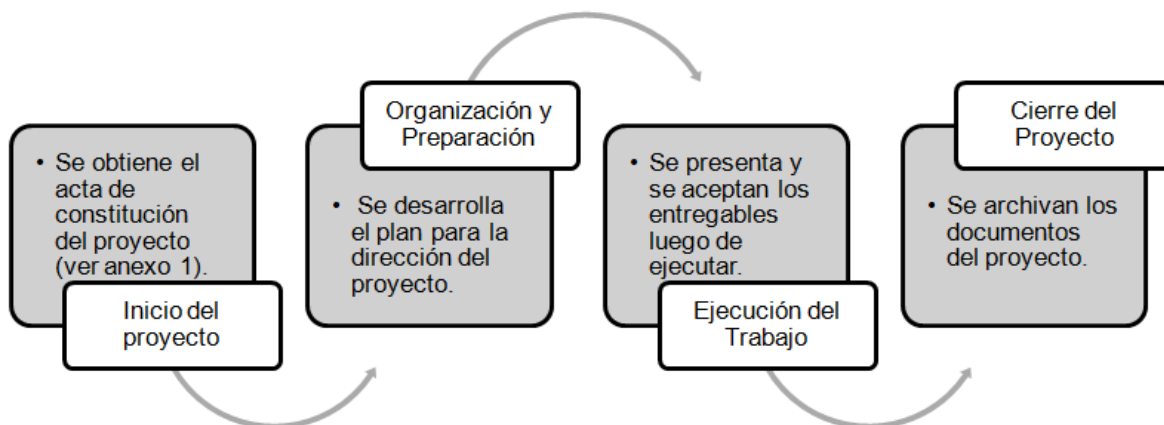 • Se obtiene el
acta de
constitución
del proyecto
(ver anexo 1).
Inicio del
proyecto
Organización y
Preparación
• Se desarrolla
el plan para la
dirección del
proyecto.
• Se presenta y
se aceptan los
entregables
luego de
ejecutar.
Ejecución del
Trabajo
Cierre del
Proyecto
• Se archivan los
documentos
del proyecto.